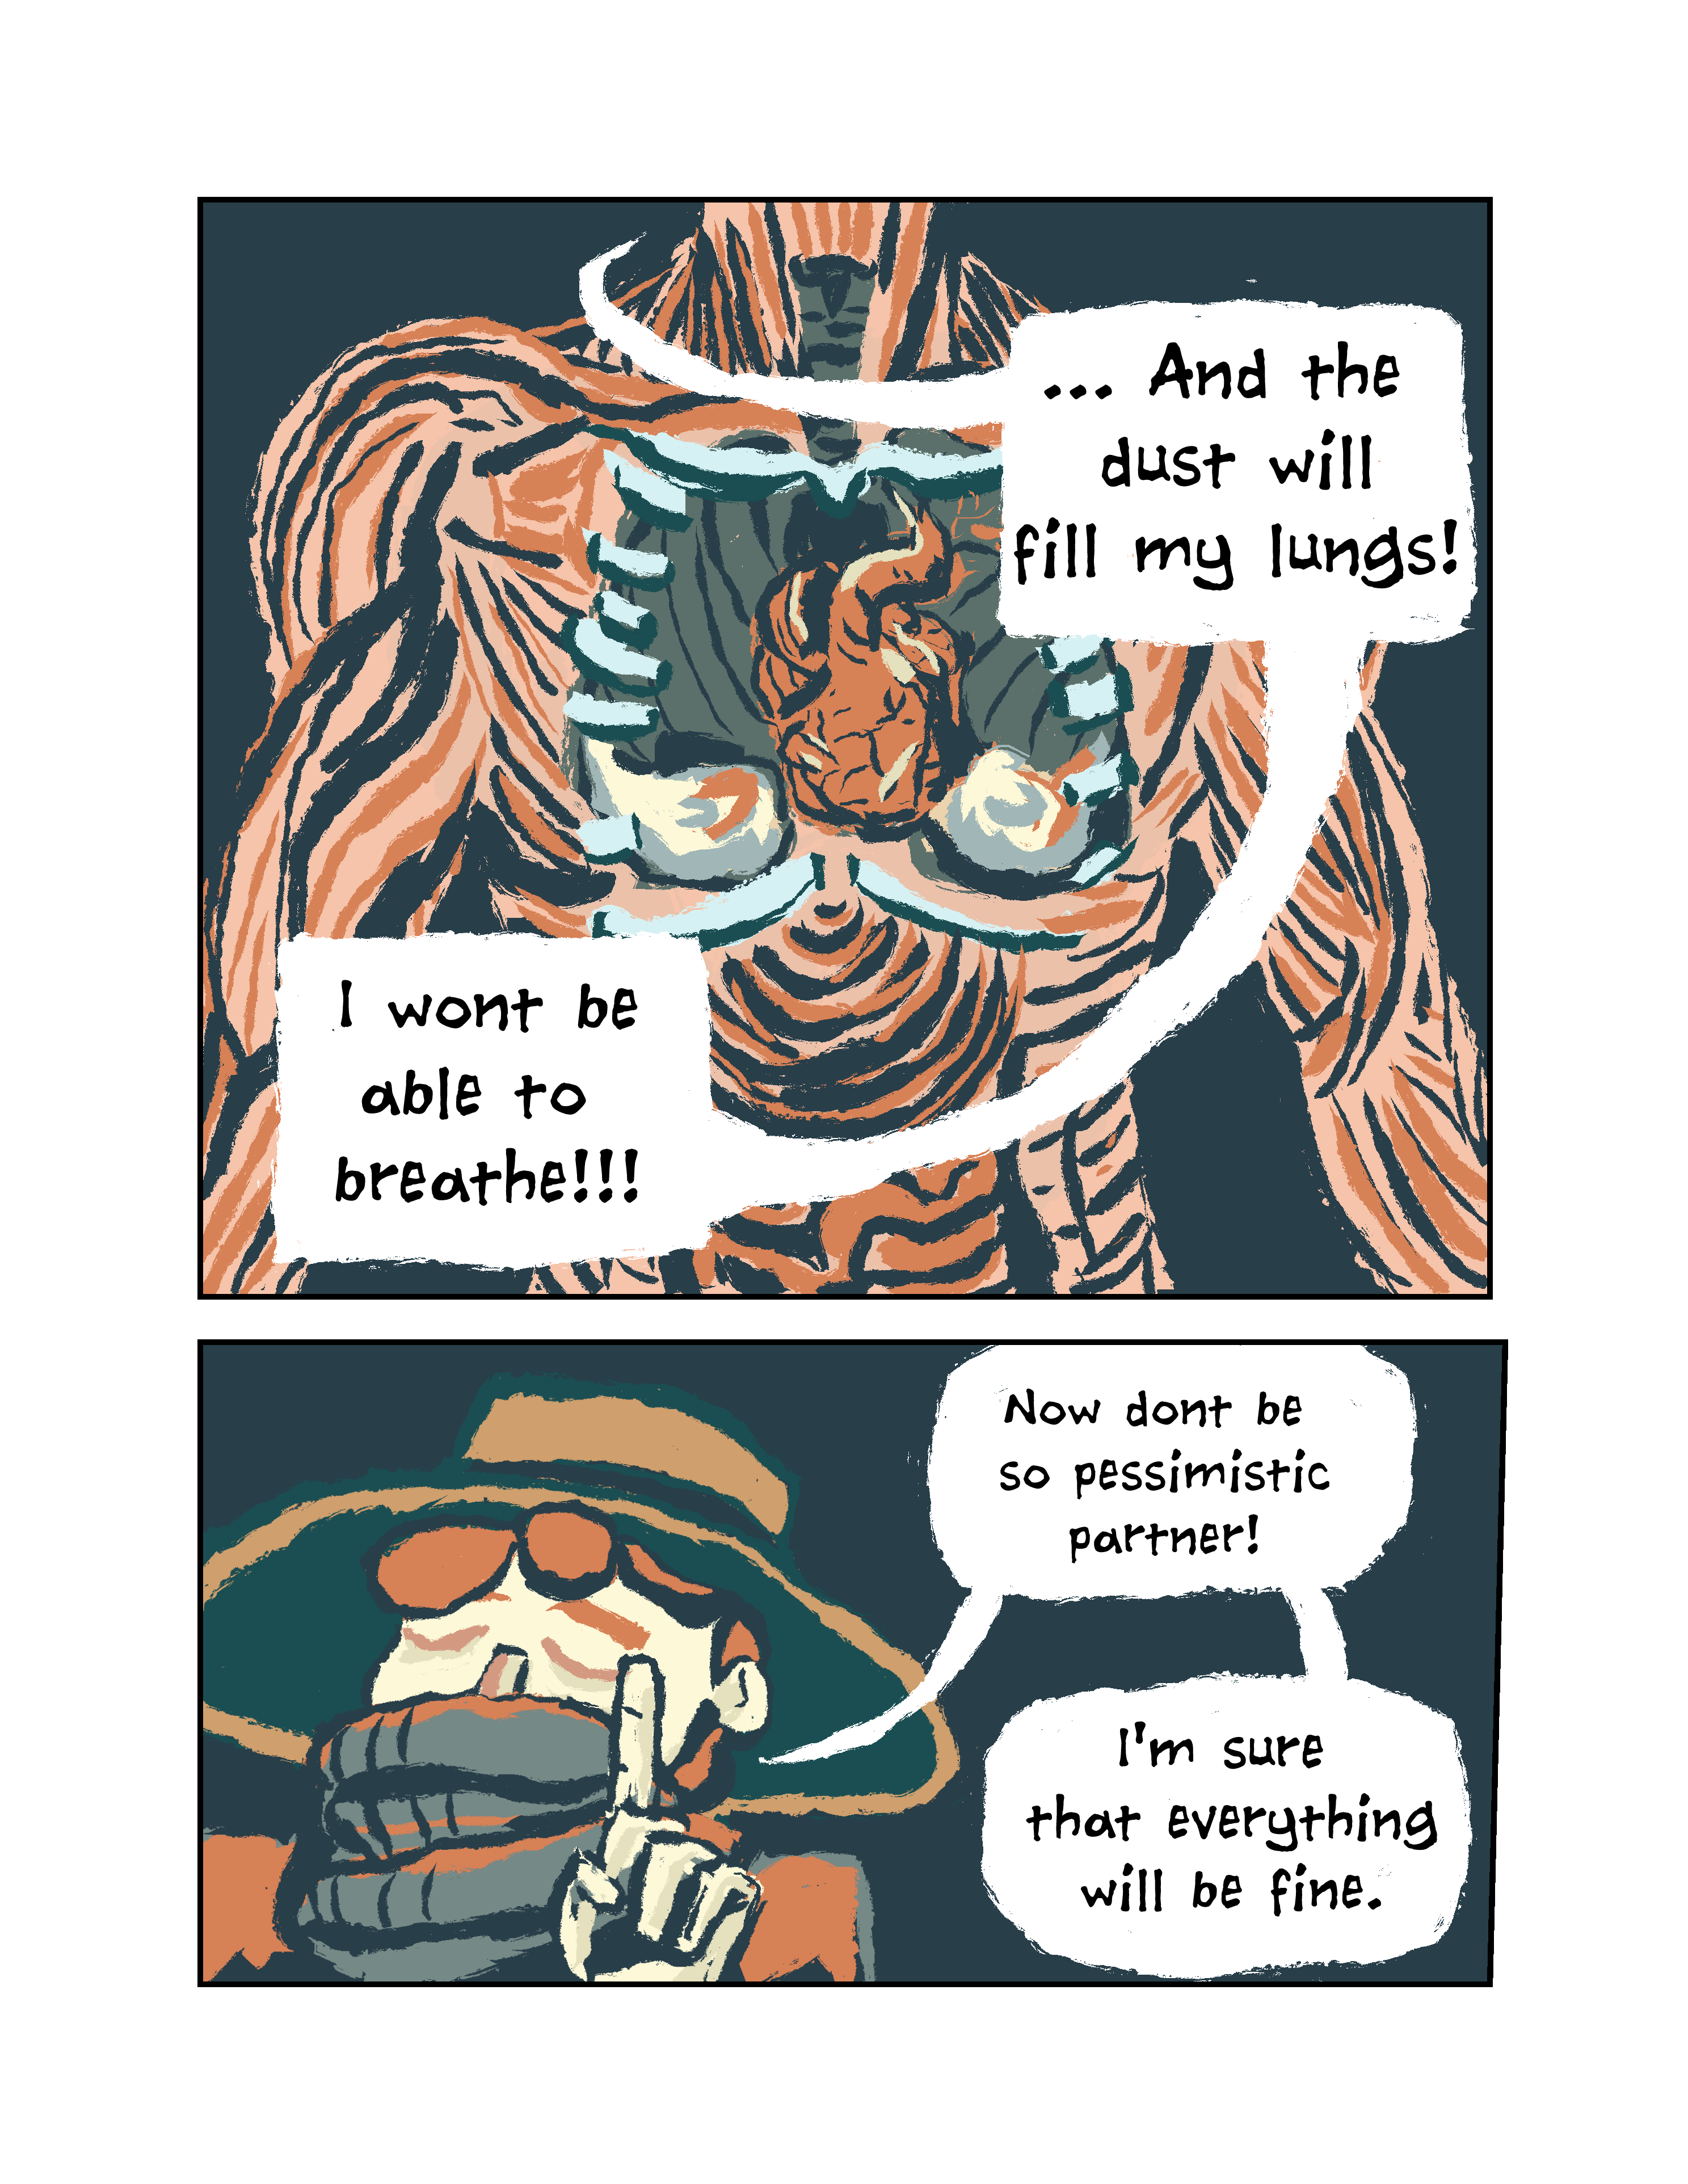 ... And the
dust will
fill my lungs!
I wont be
able to
breathe!!!
Now dont be
so pessimistic
partner!
I'm sure
that everything
will be fine.